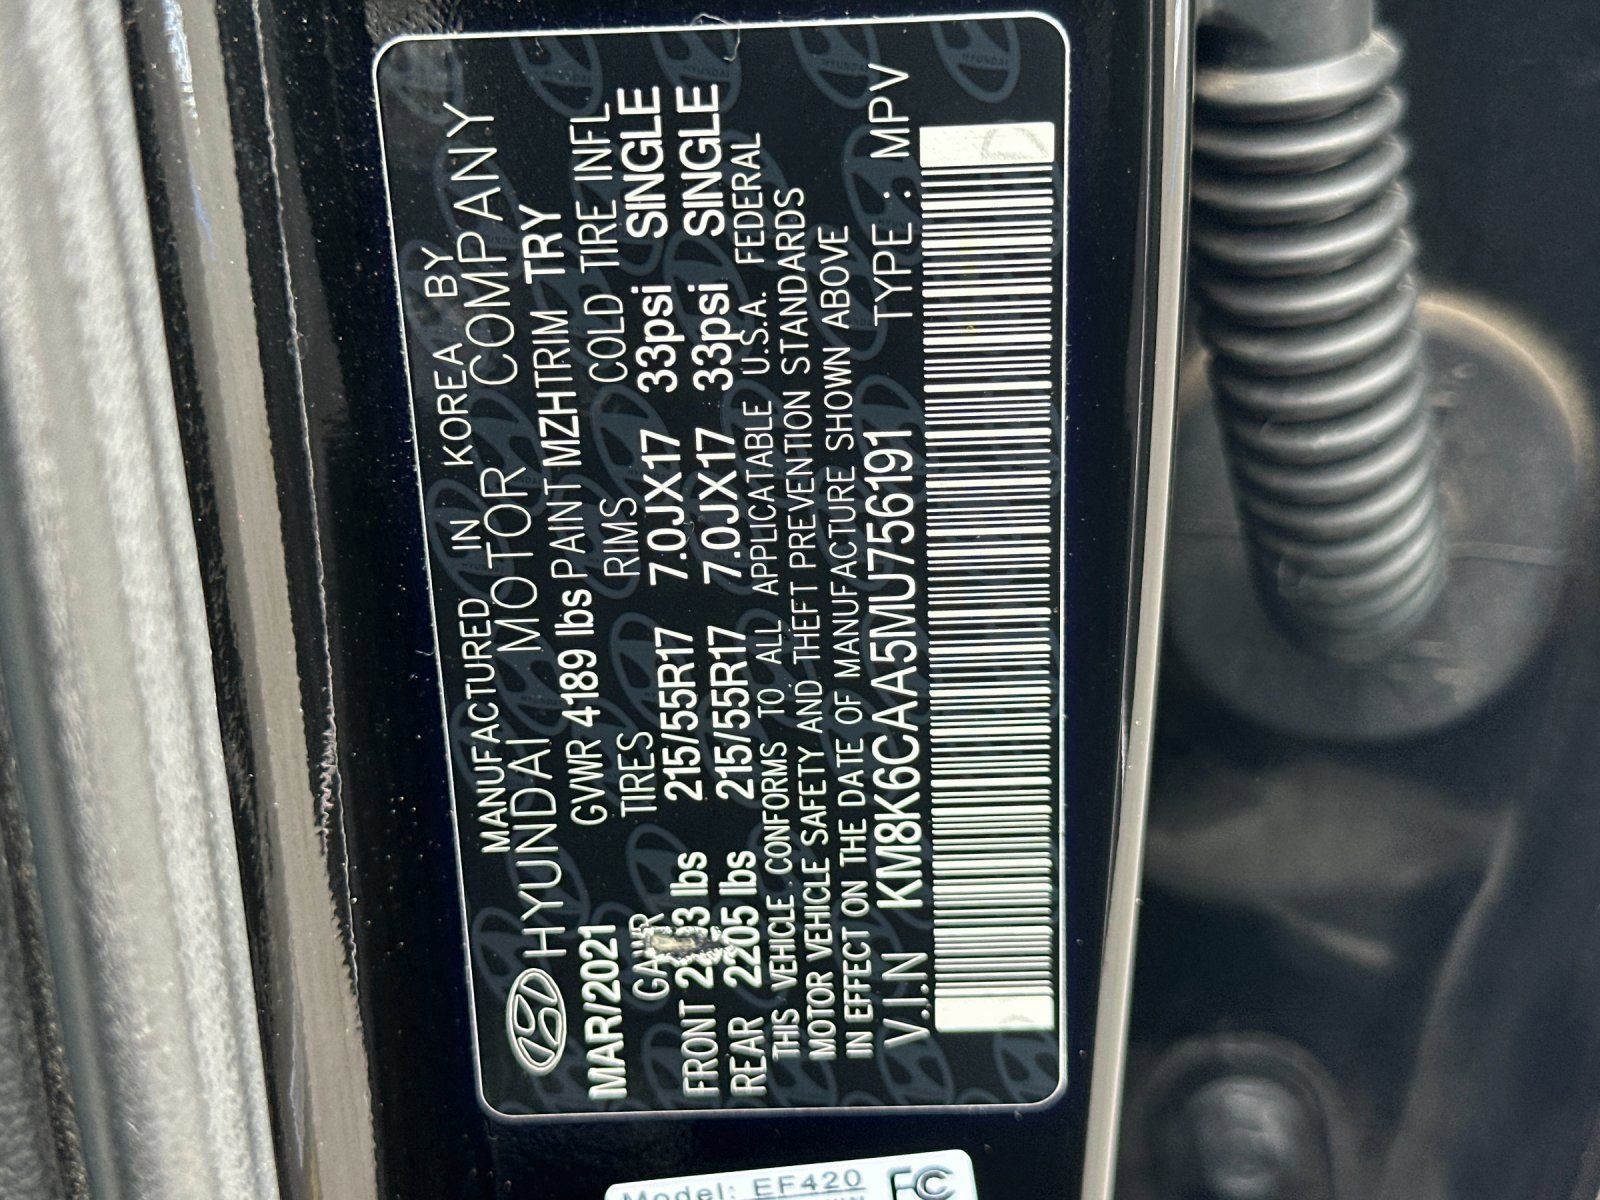 MANUFACTURED IN KOREA BY
HYUNDAI MOTOR COMPANY
MAR/2021 GVWR 4189 lbs PAINT MZH TRIM TRY
GAWR TIRES RIMS COLD TIRE INFL
FRONT lbs 215/55R17 7.0JX17 33psi SINGLE
REAR 2205 lbs 215/55R17 7.0JX17 33psi SINGLE
THIS VEHICLE CONFORMS TO ALL APPLICATABLE U.S.A. FEDERAL
MOTOR VEHICLE SAFETY AND THEFT PREVENTION STANDARDS
IN EFFECT ON THE DATE OF MANUFACTURE SHOWN ABOVE
V.I.N KM8K6CAA5MU756191 TYPE : MPV
Model: EF420
FC